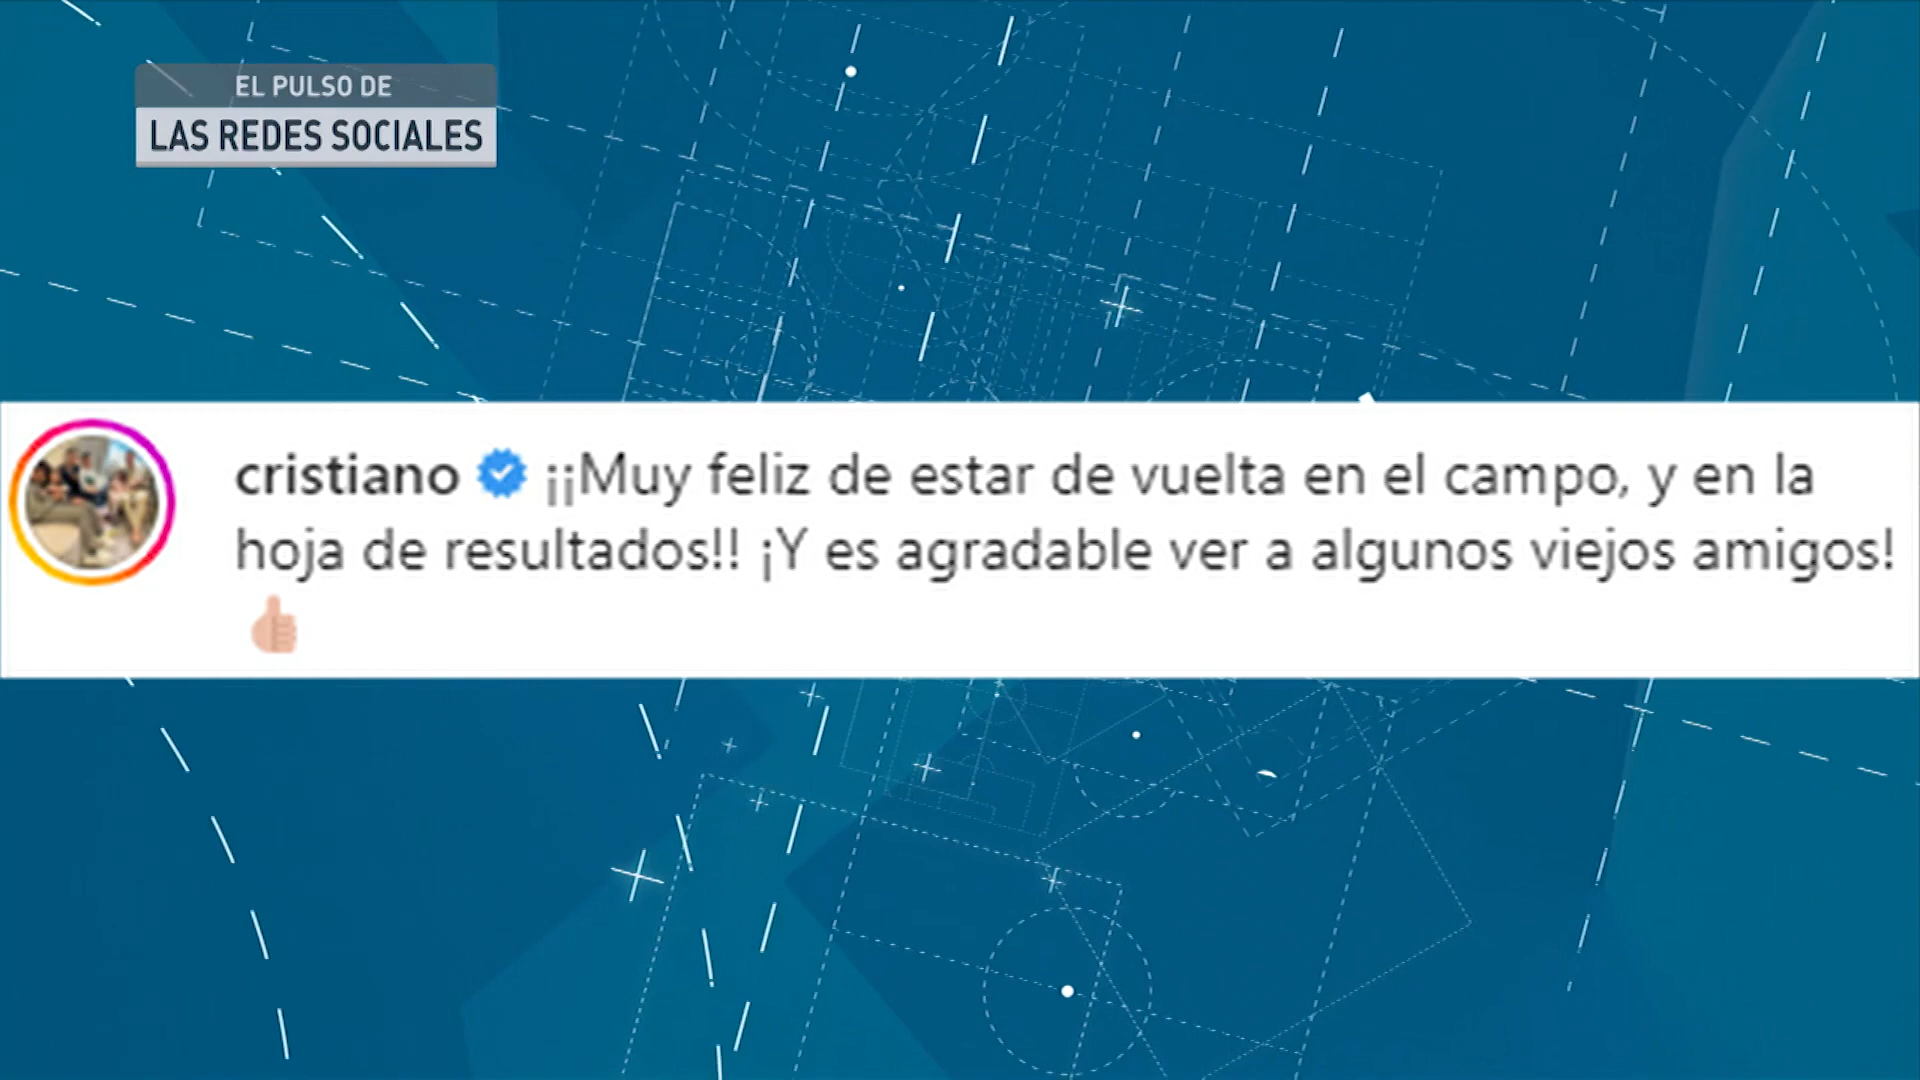 EL PULSO DE
LAS REDES SOCIALES
cristiano ¡¡Muy feliz de estar de vuelta en el campo, y en la
hoja de resultados!! ¡Y es agradable ver a algunos viejos amigos!
👍🏼